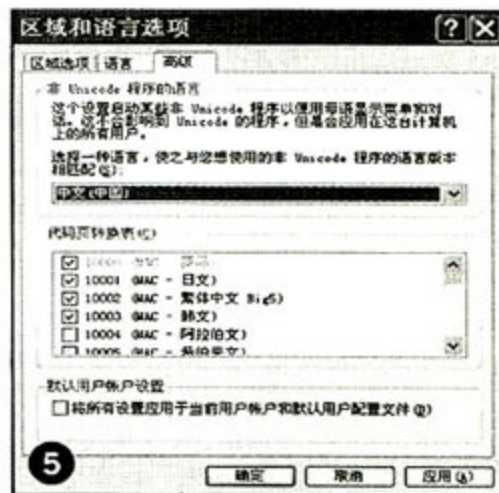 区域和语言选项
区域选项 语言 高级
非 Unicode 程序的语言
这个设置启动某些非 Unicode 程序以便用母语显示菜单和对
话。这不会影响到 Unicode 的程序，但是会应用在这台计算机
上的所有用户。
选择一种语言，使之与您想使用的非 Unicode 程序的语言版本
相匹配(S):
中文(中国)
代码页转换表(C)
10001 (MAC - 日文)
10002 (MAC - 繁体中文 Big5)
10003 (MAC - 韩文)
10004 (MAC - 阿拉伯文)
10005 (MAC - 希伯来文)
默认用户帐户设置
将所有设置应用于当前用户帐户和默认用户配置文件(D)
5
确定 取消 应用(A)